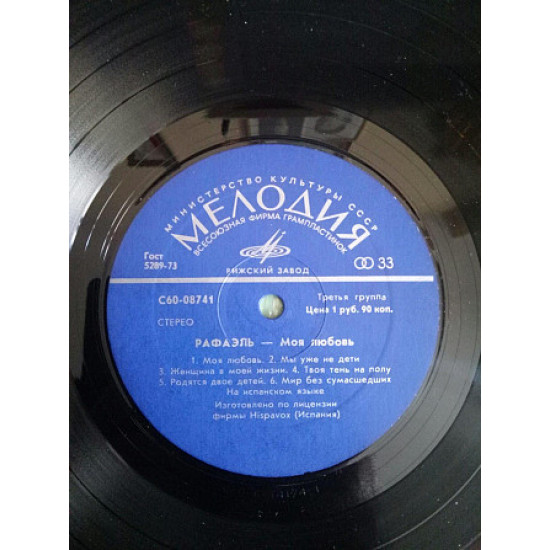 МИНИСТЕРСТВО КУЛЬТУРЫ СССР
МЕЛОДИЯ
ВСЕСОЮЗНАЯ ФИРМА ГРАМПЛАСТИНОК
Гост
5289-73
33
РИЖСКИЙ ЗАВОД
С60-08741
Третья группа
Цена 1 руб. 90 коп.
СТЕРЕО
РАФАЭЛЬ — Моя любовь
1. Моя любовь. 2. Мы уже не дети
3. Женщина в моей жизни. 4. Твоя тень на полу
5. Родятся двое детей. 6. Мир без сумасшедших
На испанском языке
Изготовлено по лицензии
фирмы Hispavox (Испания)